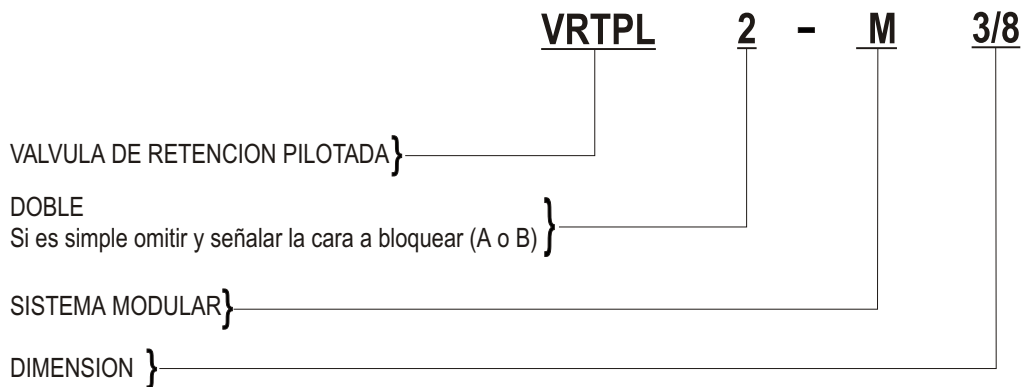 VRTPL 2 - M 3/8
VALVULA DE RETENCION PILOTADA}
DOBLE
Si es simple omitir y señalar la cara a bloquear (A o B)}
SISTEMA MODULAR}
DIMENSION }